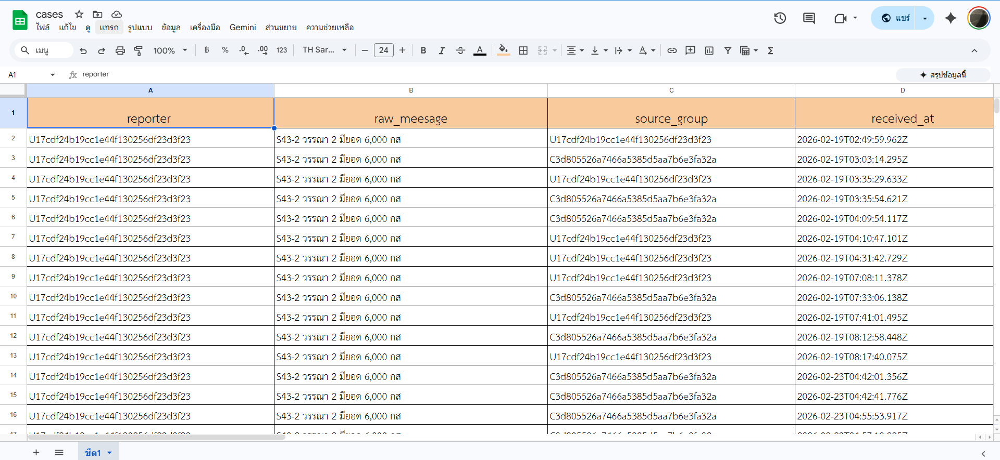 cases
ไฟล์ แก้ไข ดู แทรก รูปแบบ ข้อมูล เครื่องมือ Gemini ส่วนขยาย ความช่วยเหลือ
แชร์
เมนู 100% ฿ % .0 .00 123 TH Sar... 24 B I A Σ
A1 fx reporter สรุปข้อมูลนี้
A B C D
1 reporter raw_meesage source_group received_at
2 U17cdf24b19cc1e44f130256df23d3f23 S43-2 วรรณา 2 มียอด 6,000 กส U17cdf24b19cc1e44f130256df23d3f23 2026-02-19T02:49:59.962Z
3 U17cdf24b19cc1e44f130256df23d3f23 S43-2 วรรณา 2 มียอด 6,000 กส C3d805526a7466a5385d5aa7b6e3fa32a 2026-02-19T03:03:14.295Z
4 U17cdf24b19cc1e44f130256df23d3f23 S43-2 วรรณา 2 มียอด 6,000 กส U17cdf24b19cc1e44f130256df23d3f23 2026-02-19T03:35:29.633Z
5 U17cdf24b19cc1e44f130256df23d3f23 S43-2 วรรณา 2 มียอด 6,000 กส C3d805526a7466a5385d5aa7b6e3fa32a 2026-02-19T03:35:54.621Z
6 U17cdf24b19cc1e44f130256df23d3f23 S43-2 วรรณา 2 มียอด 6,000 กส C3d805526a7466a5385d5aa7b6e3fa32a 2026-02-19T04:09:54.117Z
7 U17cdf24b19cc1e44f130256df23d3f23 S43-2 วรรณา 2 มียอด 6,000 กส U17cdf24b19cc1e44f130256df23d3f23 2026-02-19T04:10:47.101Z
8 U17cdf24b19cc1e44f130256df23d3f23 S43-2 วรรณา 2 มียอด 6,000 กส U17cdf24b19cc1e44f130256df23d3f23 2026-02-19T04:31:42.729Z
9 U17cdf24b19cc1e44f130256df23d3f23 S43-2 วรรณา 2 มียอด 6,000 กส U17cdf24b19cc1e44f130256df23d3f23 2026-02-19T07:08:11.378Z
10 U17cdf24b19cc1e44f130256df23d3f23 S43-2 วรรณา 2 มียอด 6,000 กส C3d805526a7466a5385d5aa7b6e3fa32a 2026-02-19T07:33:06.138Z
11 U17cdf24b19cc1e44f130256df23d3f23 S43-2 วรรณา 2 มียอด 6,000 กส U17cdf24b19cc1e44f130256df23d3f23 2026-02-19T07:41:01.495Z
12 U17cdf24b19cc1e44f130256df23d3f23 S43-2 วรรณา 2 มียอด 6,000 กส C3d805526a7466a5385d5aa7b6e3fa32a 2026-02-19T08:12:58.448Z
13 U17cdf24b19cc1e44f130256df23d3f23 S43-2 วรรณา 2 มียอด 6,000 กส U17cdf24b19cc1e44f130256df23d3f23 2026-02-19T08:17:40.075Z
14 U17cdf24b19cc1e44f130256df23d3f23 S43-2 วรรณา 2 มียอด 6,000 กส C3d805526a7466a5385d5aa7b6e3fa32a 2026-02-23T04:42:01.356Z
15 U17cdf24b19cc1e44f130256df23d3f23 S43-2 วรรณา 2 มียอด 6,000 กส C3d805526a7466a5385d5aa7b6e3fa32a 2026-02-23T04:42:41.776Z
16 U17cdf24b19cc1e44f130256df23d3f23 S43-2 วรรณา 2 มียอด 6,000 กส C3d805526a7466a5385d5aa7b6e3fa32a 2026-02-23T04:55:53.917Z
ชีต1